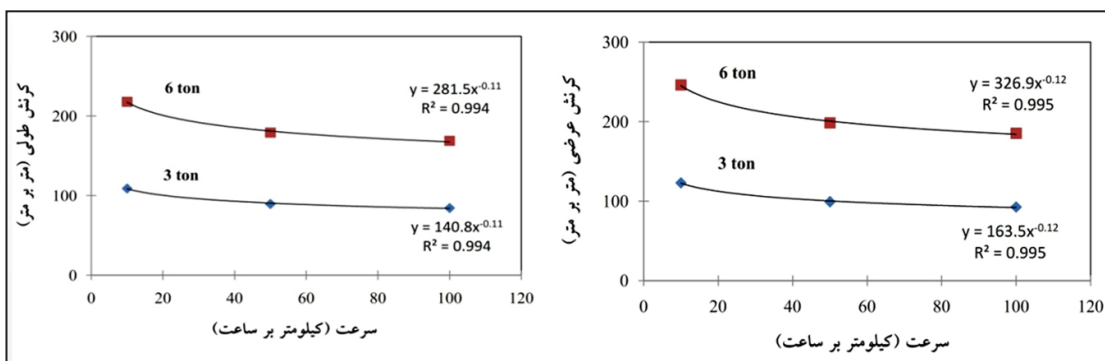 300
200
100
0
0 20 40 60 80 100 120
کرنش طولی (متر بر متر)
سرعت (کیلومتر بر ساعت)
6 ton
y = 281.5x^-0.11
R² = 0.994
3 ton
y = 140.8x^-0.11
R² = 0.994
300
200
100
0
0 20 40 60 80 100 120
کرنش عرضی (متر بر متر)
سرعت (کیلومتر بر ساعت)
6 ton
y = 326.9x^-0.12
R² = 0.995
3 ton
y = 163.5x^-0.12
R² = 0.995